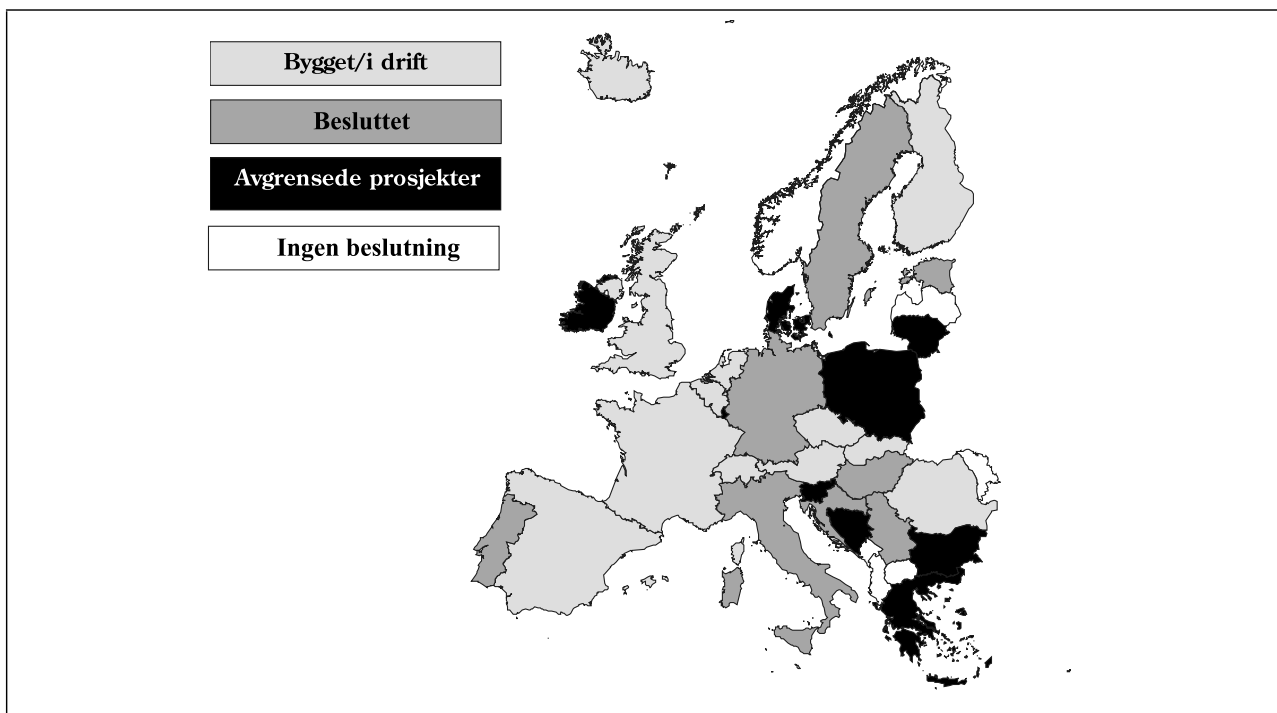 Bygget/i drift
Besluttet
Avgrensede prosjekter
Ingen beslutning